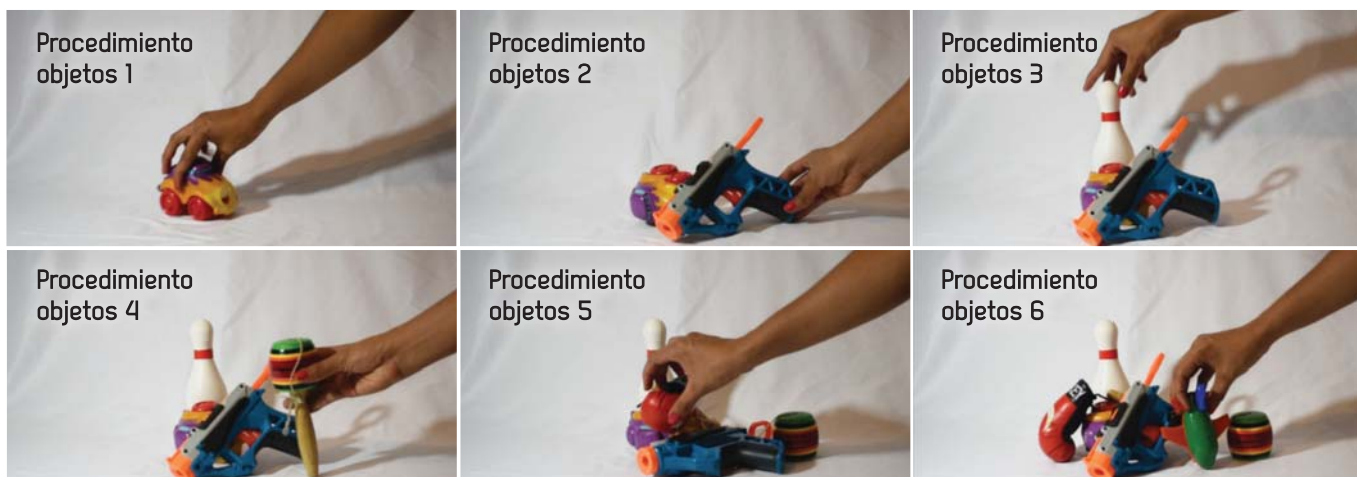 Procedimiento
objetos 1
Procedimiento
objetos 2
Procedimiento
objetos 3
Procedimiento
objetos 4
Procedimiento
objetos 5
Procedimiento
objetos 6